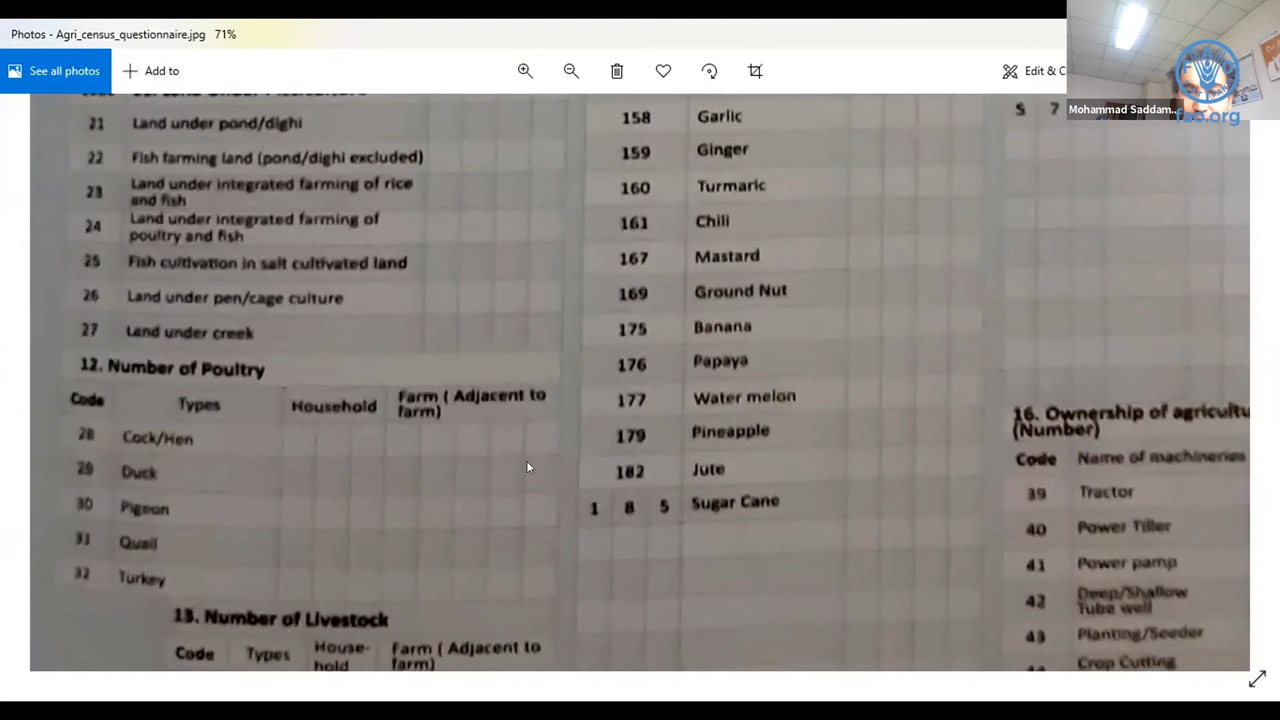 Photos - Agri_census_questionnaire.jpg 71%
See all photos
Add to
Edit & C
Mohammad Saddam...
FAO
fao.org
21 Land under pond/dighi
22 Fish farming land (pond/dighi excluded)
23 Land under integrated farming of rice
and fish
24 Land under integrated farming of
poultry and fish
25 Fish cultivation in salt cultivated land
26 Land under pen/cage culture
27 Land under creek
12. Number of Poultry
Code Types Household Farm ( Adjacent to
farm)
28 Cock/Hen
29 Duck
30 Pigeon
31 Quail
32 Turkey
13. Number of Livestock
Code Types House-
hold
Farm ( Adjacent to
farm)
158 Garlic
159 Ginger
160 Turmaric
161 Chili
167 Mastard
169 Ground Nut
175 Banana
176 Papaya
177 Water melon
179 Pineapple
182 Jute
1 8 5 Sugar Cane
S 7
16. Ownership of agricultu
(Number)
Code Name of machineries
39 Tractor
40 Power Tiller
41 Power pamp
42 Deep/Shallow
Tube well
43 Planting/Seeder
Crop Cutting